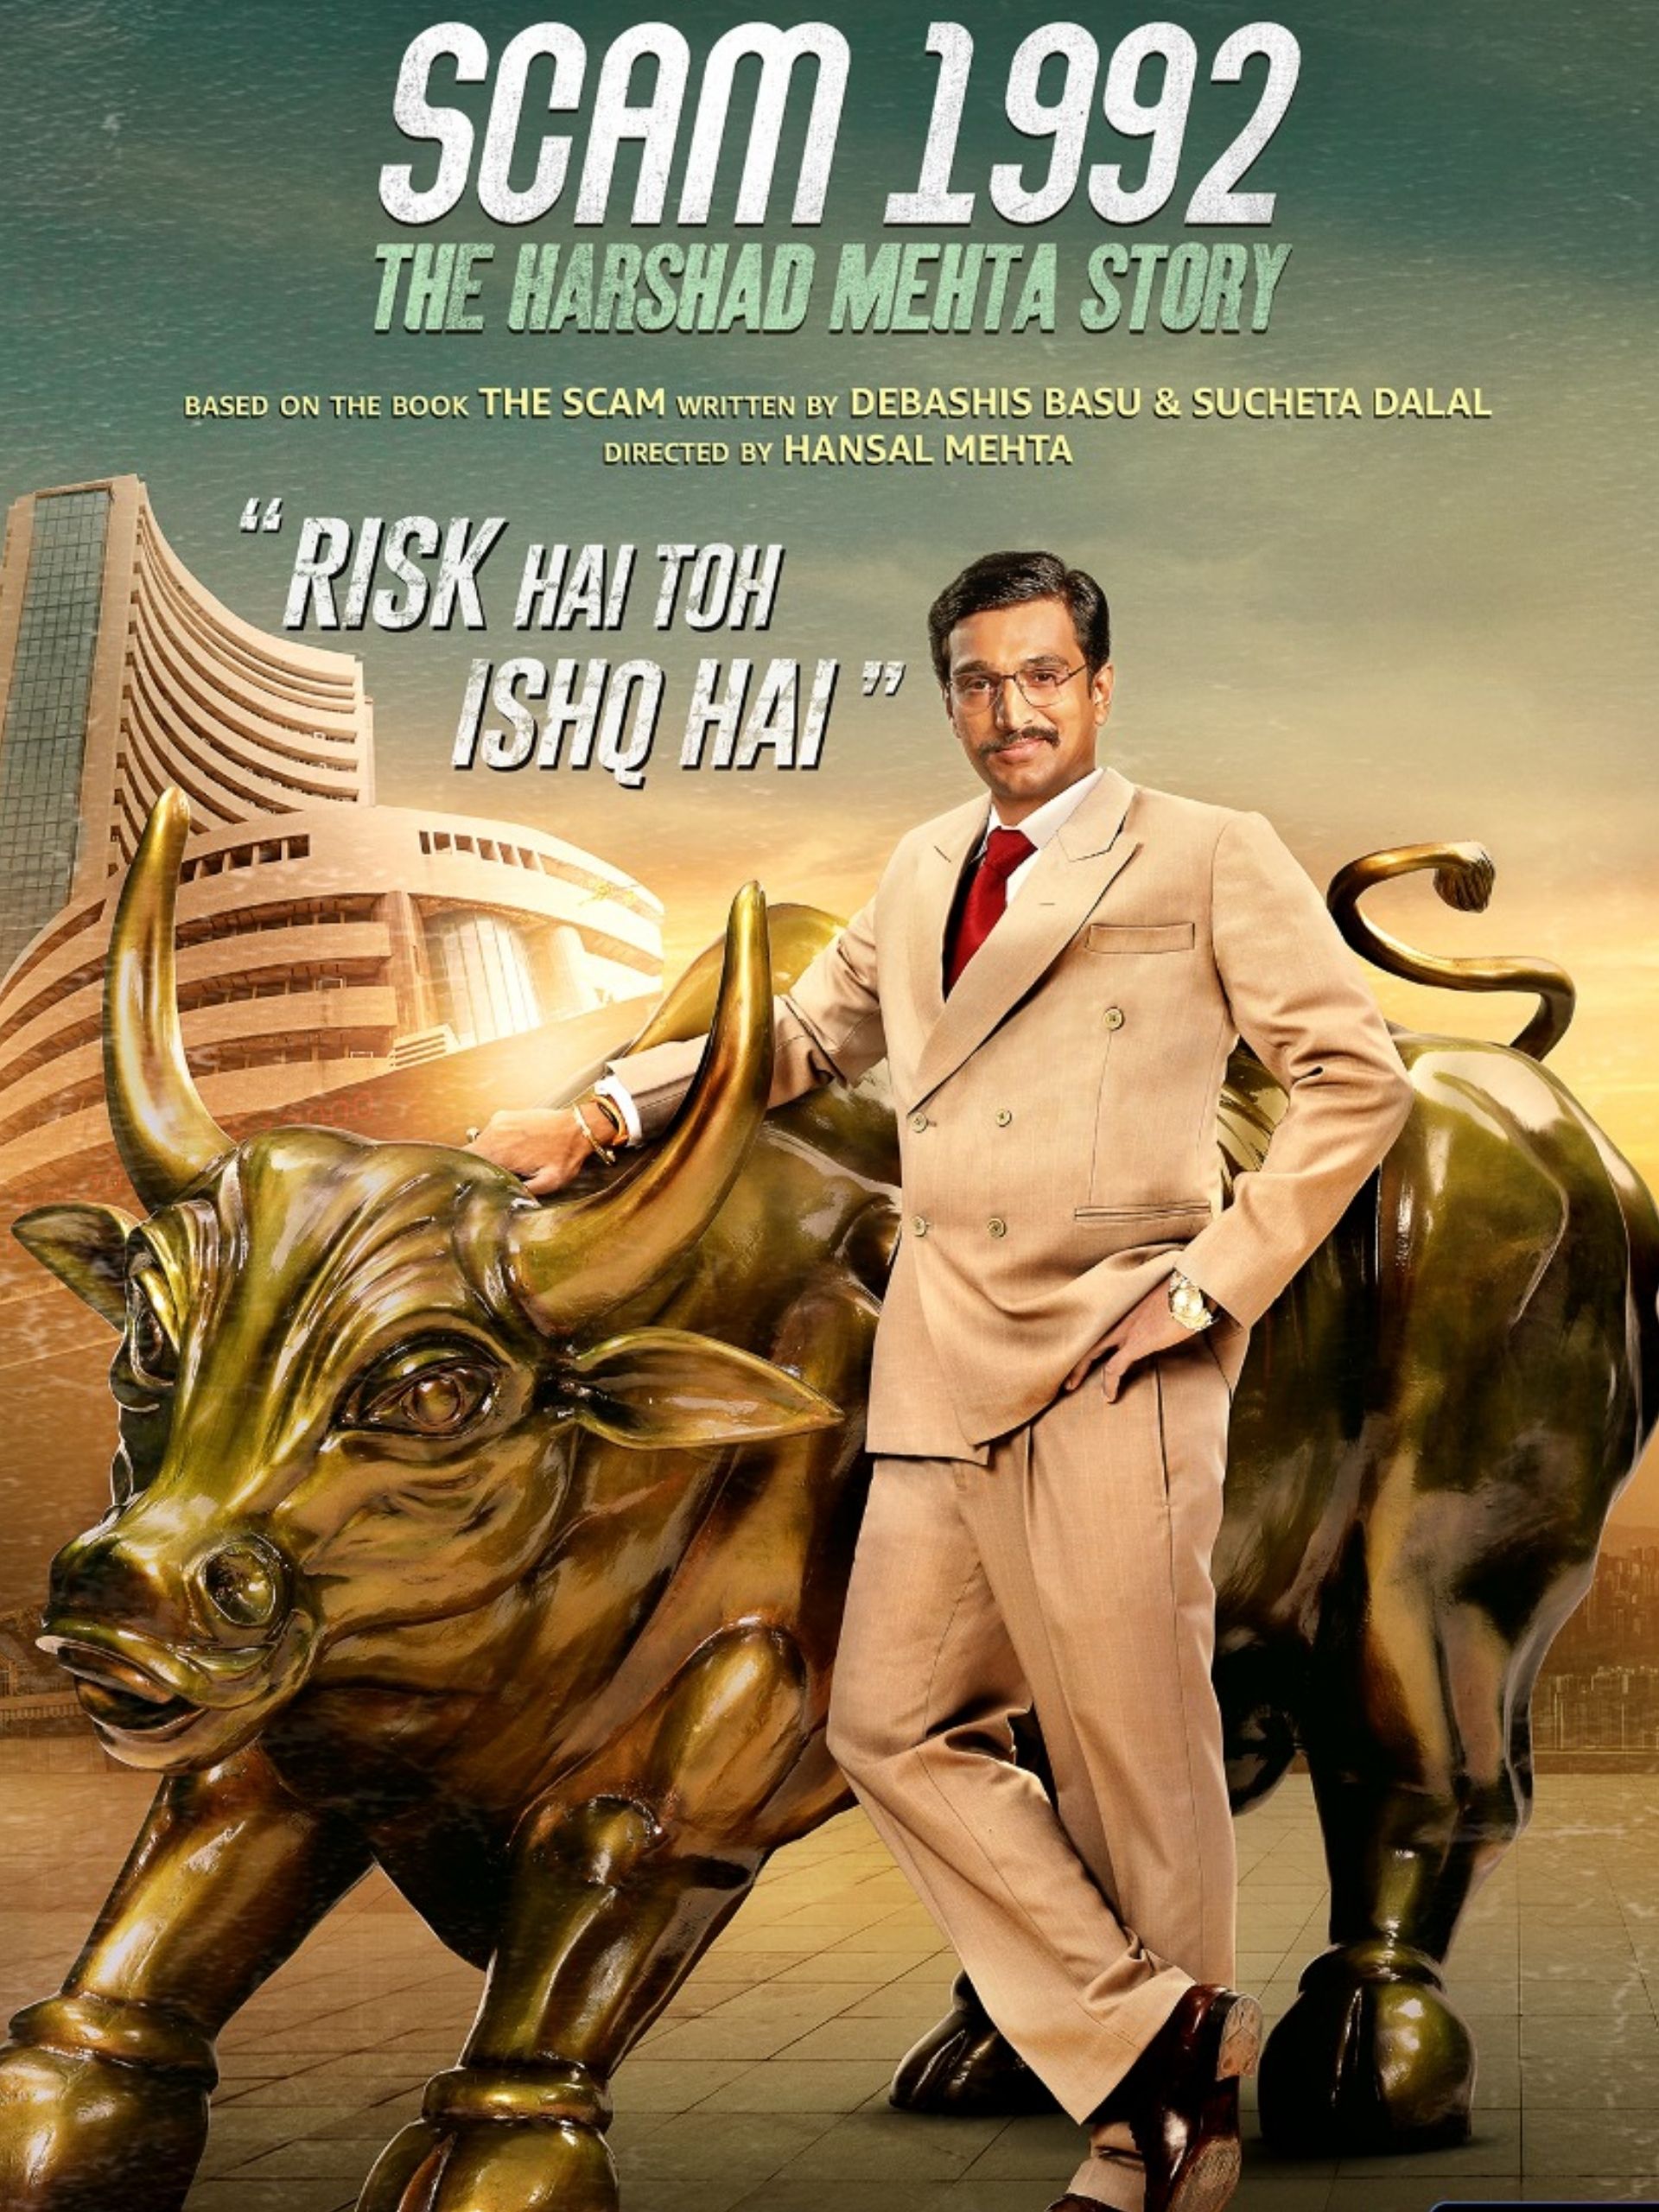 SCAM 1992
THE HARSHAD MEHTA STORY
BASED ON THE BOOK THE SCAM WRITTEN BY DEBASHIS BASU & SUCHETA DALAL
DIRECTED BY HANSAL MEHTA
“RISK HAI TOH
ISHQ HAI”